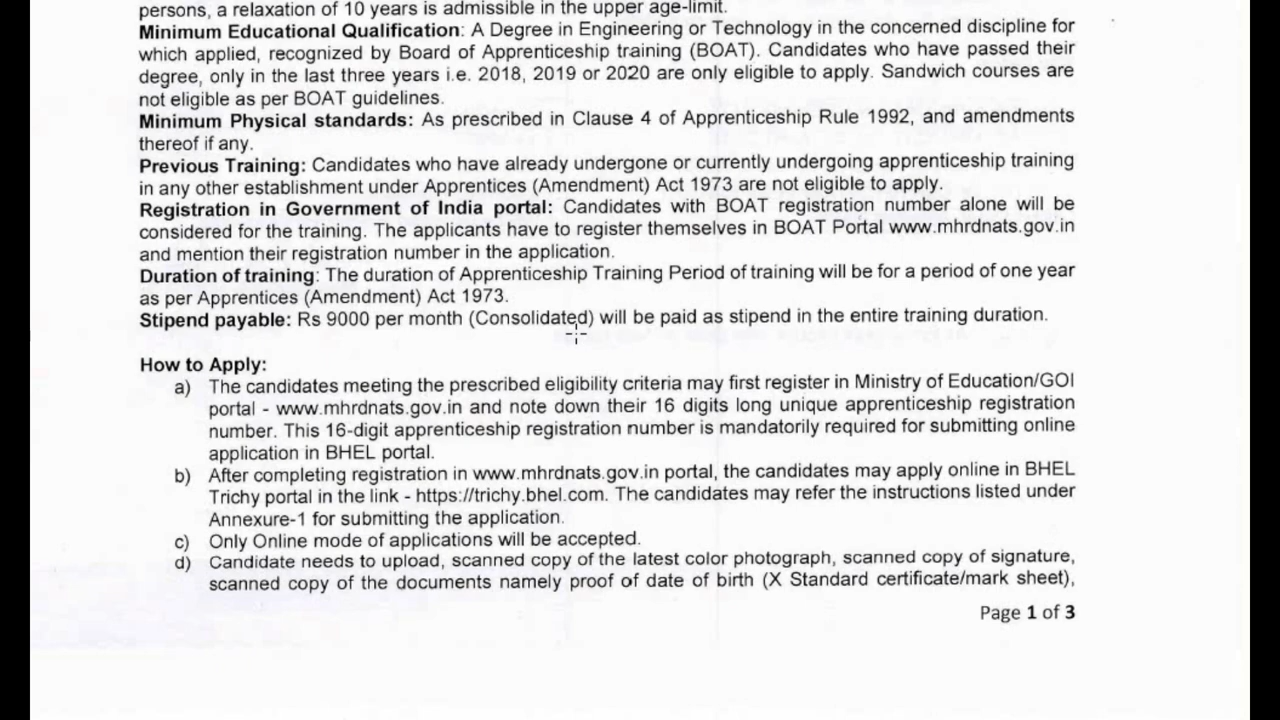 persons, a relaxation of 10 years is admissible in the upper age-limit.
Minimum Educational Qualification: A Degree in Engineering or Technology in the concerned discipline for
which applied, recognized by Board of Apprenticeship training (BOAT). Candidates who have passed their
degree, only in the last three years i.e. 2018, 2019 or 2020 are only eligible to apply. Sandwich courses are
not eligible as per BOAT guidelines.
Minimum Physical standards: As prescribed in Clause 4 of Apprenticeship Rule 1992, and amendments
thereof if any.
Previous Training: Candidates who have already undergone or currently undergoing apprenticeship training
in any other establishment under Apprentices (Amendment) Act 1973 are not eligible to apply.
Registration in Government of India portal: Candidates with BOAT registration number alone will be
considered for the training. The applicants have to register themselves in BOAT Portal www.mhrdnats.gov.in
and mention their registration number in the application.
Duration of training: The duration of Apprenticeship Training Period of training will be for a period of one year
as per Apprentices (Amendment) Act 1973.
Stipend payable: Rs 9000 per month (Consolidated) will be paid as stipend in the entire training duration.
How to Apply:
a) The candidates meeting the prescribed eligibility criteria may first register in Ministry of Education/GOI
portal - www.mhrdnats.gov.in and note down their 16 digits long unique apprenticeship registration
number. This 16-digit apprenticeship registration number is mandatorily required for submitting online
application in BHEL portal.
b) After completing registration in www.mhrdnats.gov.in portal, the candidates may apply online in BHEL
Trichy portal in the link - https://trichy.bhel.com. The candidates may refer the instructions listed under
Annexure-1 for submitting the application.
c) Only Online mode of applications will be accepted.
d) Candidate needs to upload, scanned copy of the latest color photograph, scanned copy of signature,
scanned copy of the documents namely proof of date of birth (X Standard certificate/mark sheet),
Page 1 of 3